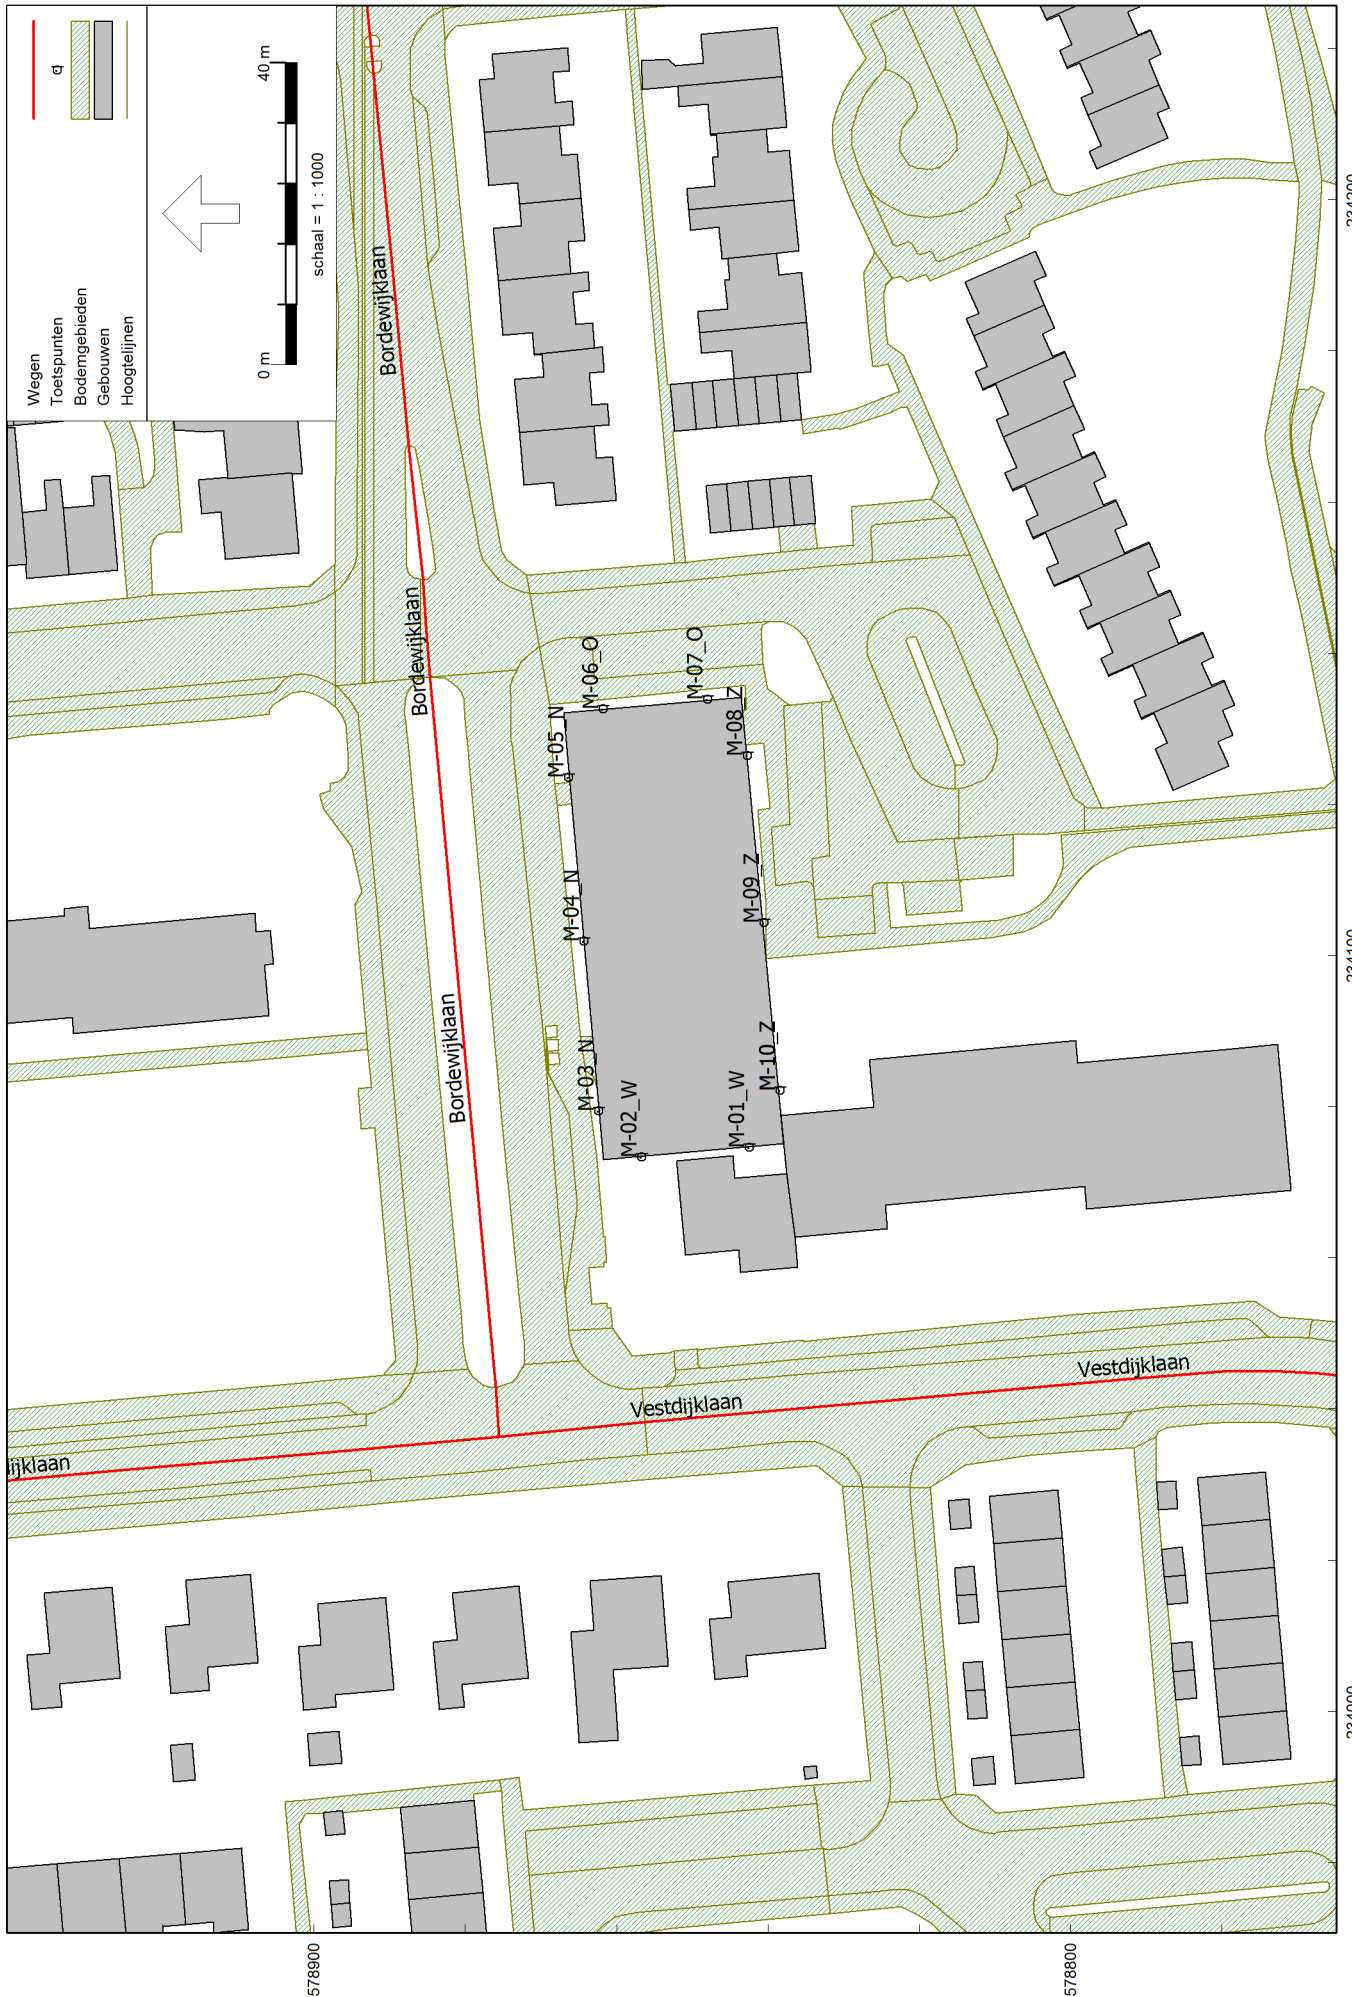 Wegen
Toetspunten
Bodemgebieden
Gebouwen
Hoogtelijnen
0 m
40 m
schaal = 1 : 1000
Bordewijklaan
Bordewijklaan
Bordewijklaan
ijklaan
Vestdijklaan
Vestdijklaan
M-03_N
M-04_N
M-05_N
M-06_O
M-07_O
M-02_W
M-01_W
M-10_Z
M-09_Z
M-08_Z
578900
578800